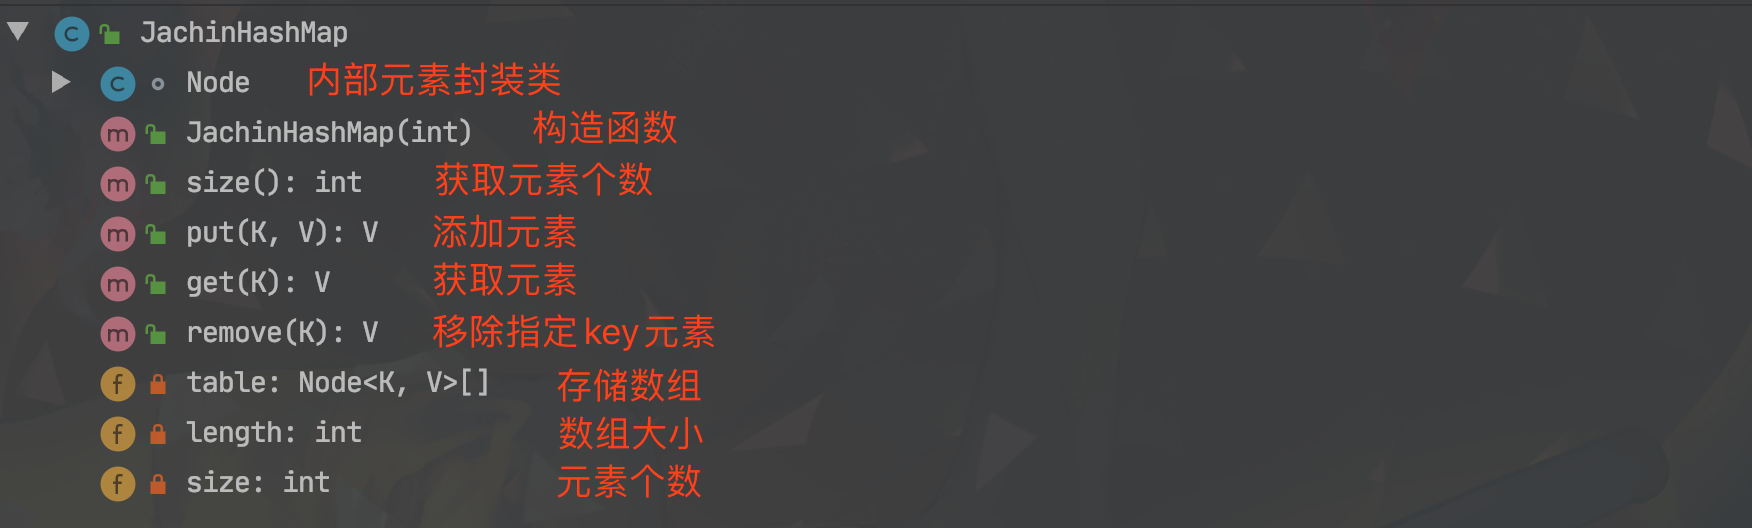 JachinHashMap
Node 内部元素封装类
JachinHashMap(int) 构造函数
size(): int 获取元素个数
put(K, V): V 添加元素
get(K): V 获取元素
remove(K): V 移除指定key元素
table: Node<K, V>[] 存储数组
length: int 数组大小
size: int 元素个数